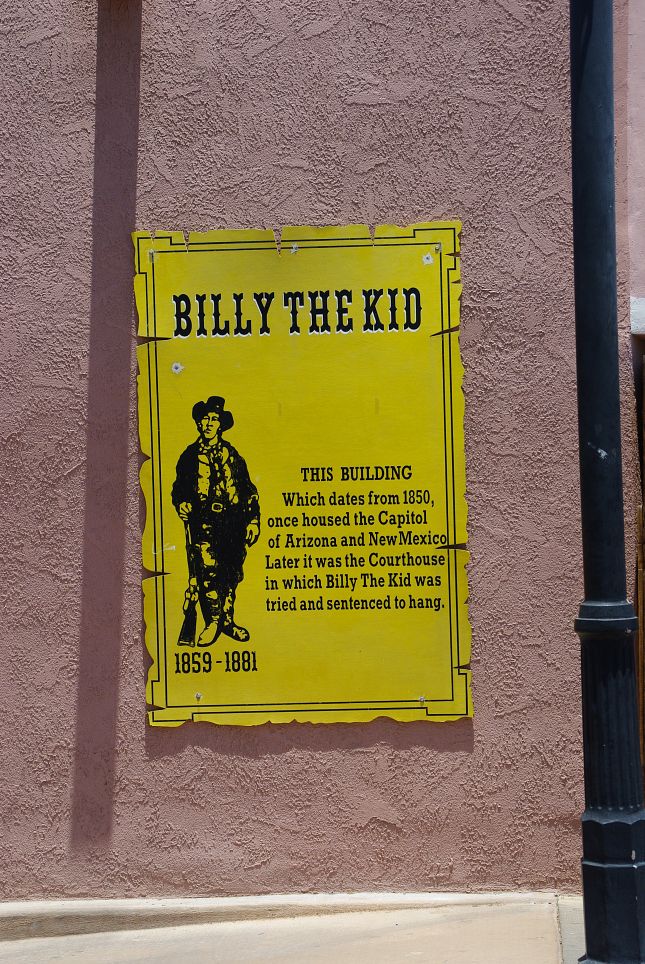 BILLY THE KID
THIS BUILDING
Which dates from 1850,
once housed the Capitol
of Arizona and New Mexico
Later it was the Courthouse
in which Billy The Kid was
tried and sentenced to hang.
1859-1881